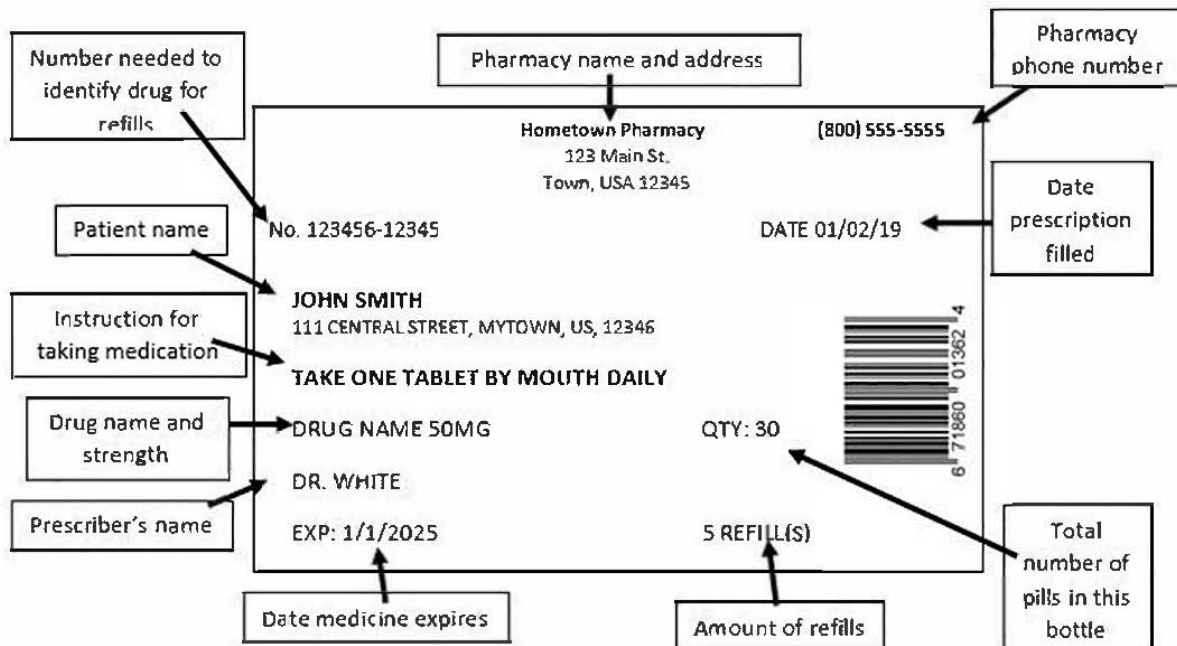 Number needed to
identify drug for
refills
Pharmacy name and address
Pharmacy
phone number
Hometown Pharmacy
123 Main St.
Town, USA 12345
(800) 555-5555
Date
prescription
filled
Patient name
No. 123456-12345
DATE 01/02/19
JOHN SMITH
111 CENTRAL STREET, MYTOWN, US, 12346
Instruction for
taking medication
TAKE ONE TABLET BY MOUTH DAILY
Drug name and
strength
DRUG NAME 50MG
QTY: 30
6 71860 01362 4
DR. WHITE
Prescriber's name
EXP: 1/1/2025
5 REFILL(S)
Total
number of
pills in this
bottle
Date medicine expires
Amount of refills